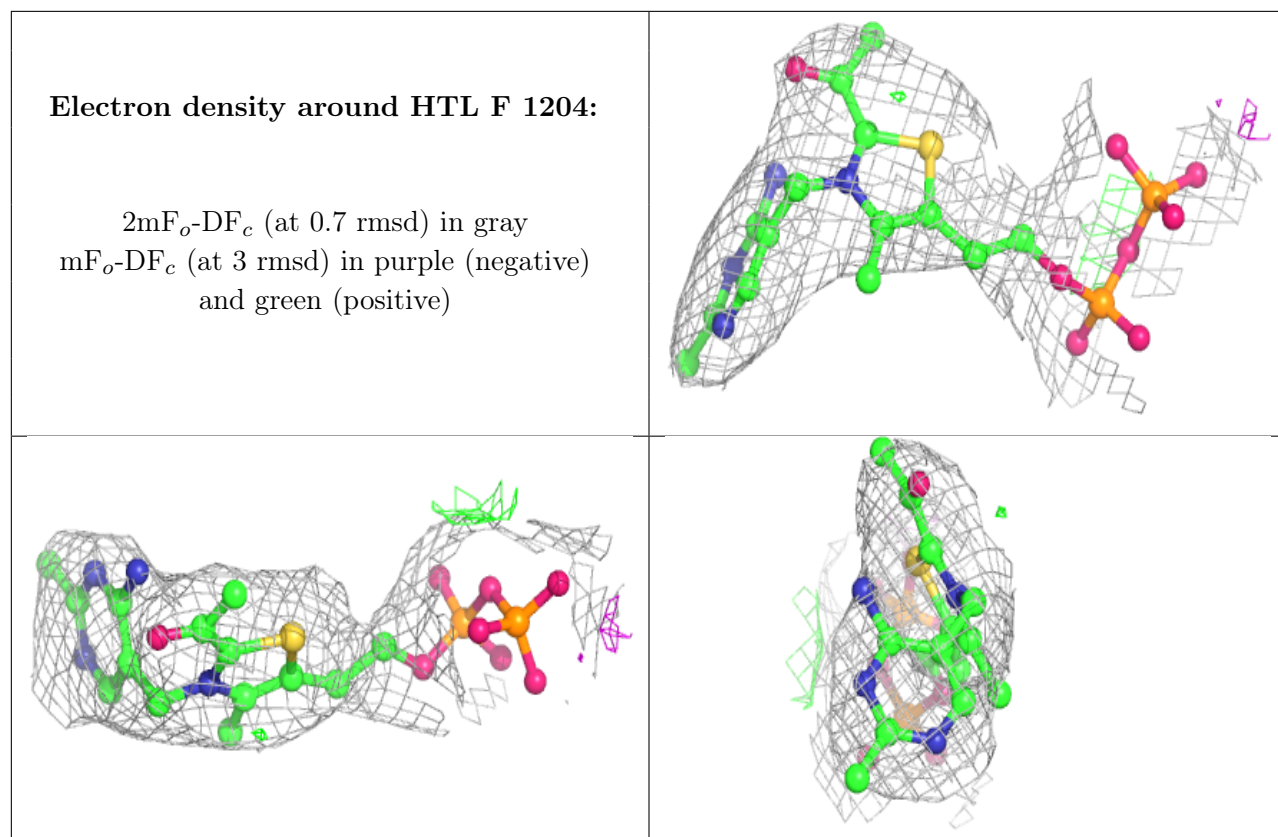 Electron density around HTL F 1204:
2mFo-DFc (at 0.7 rmsd) in gray
mFo-DFc (at 3 rmsd) in purple (negative)
and green (positive)